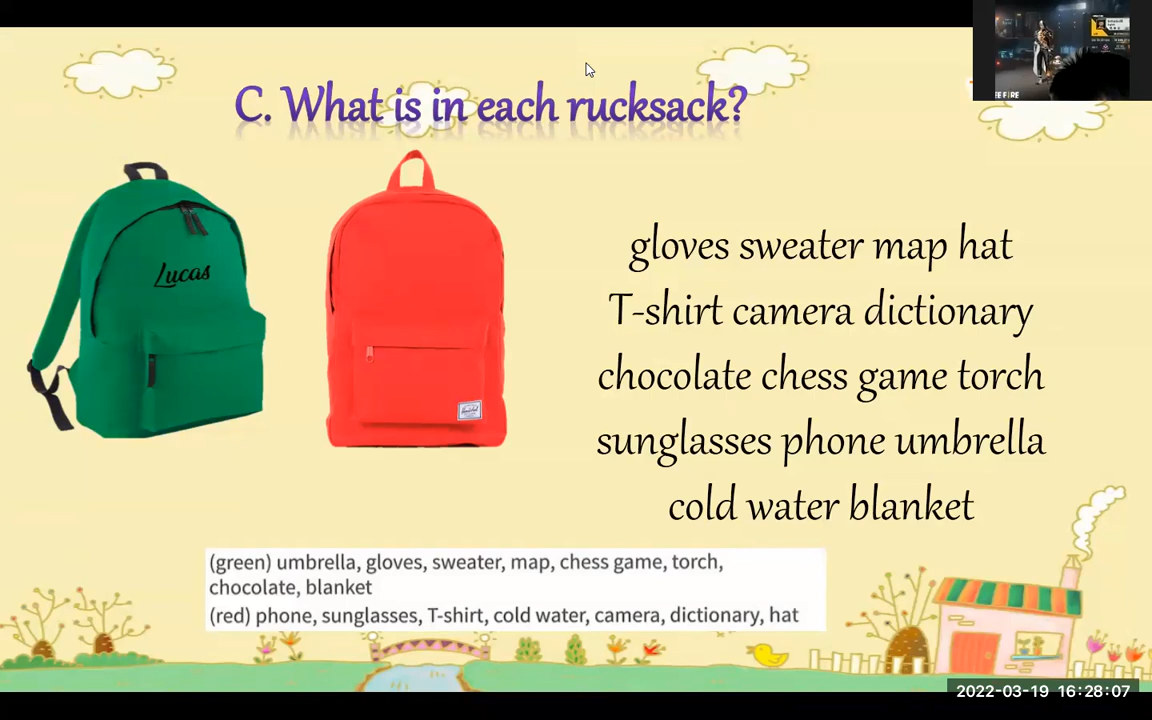 C. What is in each rucksack?
Lucas
gloves sweater map hat
T-shirt camera dictionary
chocolate chess game torch
sunglasses phone umbrella
cold water blanket
(green) umbrella, gloves, sweater, map, chess game, torch,
chocolate, blanket
(red) phone, sunglasses, T-shirt, cold water, camera, dictionary, hat
2022-03-19 16:28:07